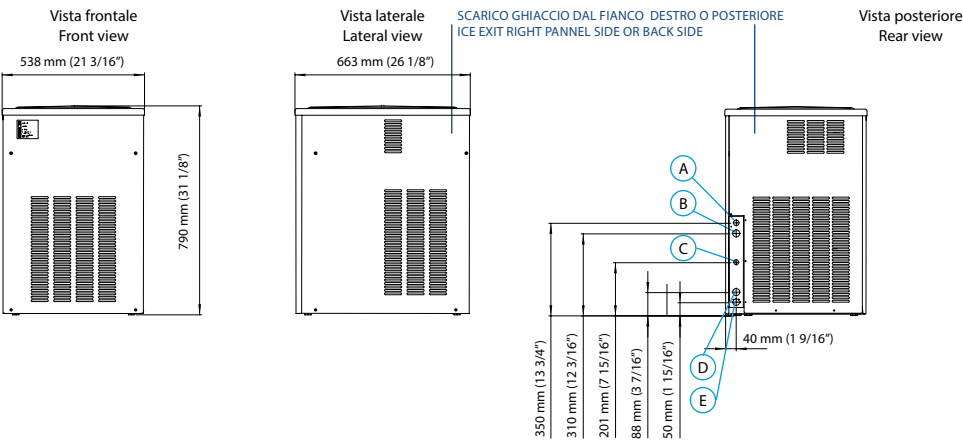 Vista frontale
Front view
538 mm (21 3/16”)
790 mm (31 1/8”)
Vista laterale
Lateral view
663 mm (26 1/8”)
SCARICO GHIACCIO DAL FIANCO DESTRO O POSTERIORE
ICE EXIT RIGHT PANNEL SIDE OR BACK SIDE
Vista posteriore
Rear view
A
B
C
40 mm (1 9/16”)
D
E
350 mm (13 3/4”)
310 mm (12 3/16”)
201 mm (7 15/16”)
88 mm (3 7/16”)
50 mm (1 15/16”)